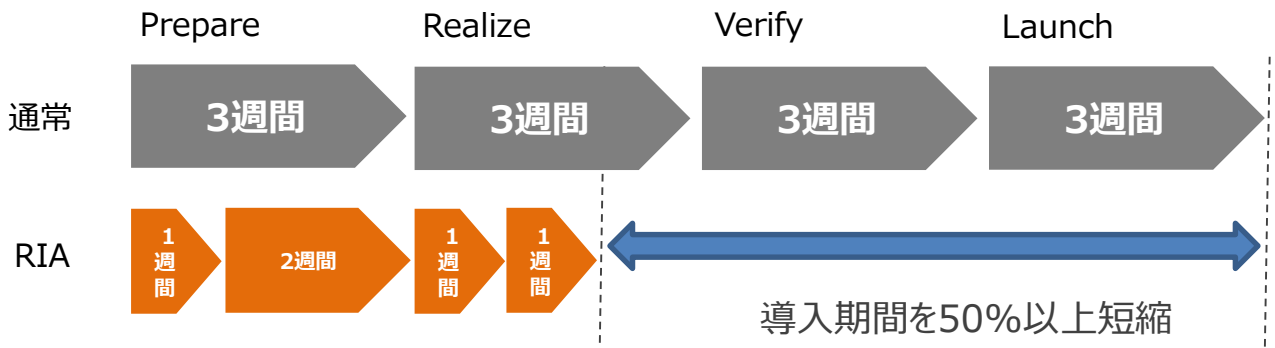 Prepare
Realize
Verify
Launch
通常
3週間
3週間
3週間
3週間
RIA
1週間
2週間
1週間
1週間
導入期間を50%以上短縮